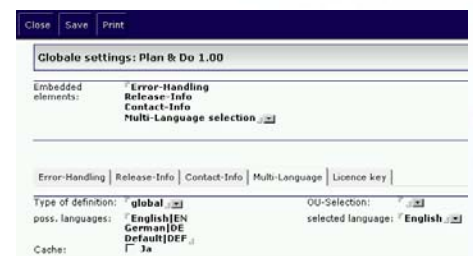 Close Save Print
Globale settings: Plan & Do 1.00
Embedded elements:
Error-Handling
Release-Info
Contact-Info
Multi-Language selection
Error-Handling Release-Info Contact-Info Multi-Language Licence key
Type of definition: global OU-Selection:
poss. languages: English|EN selected language: English
German|DE
Default|DEF
Cache: Ja